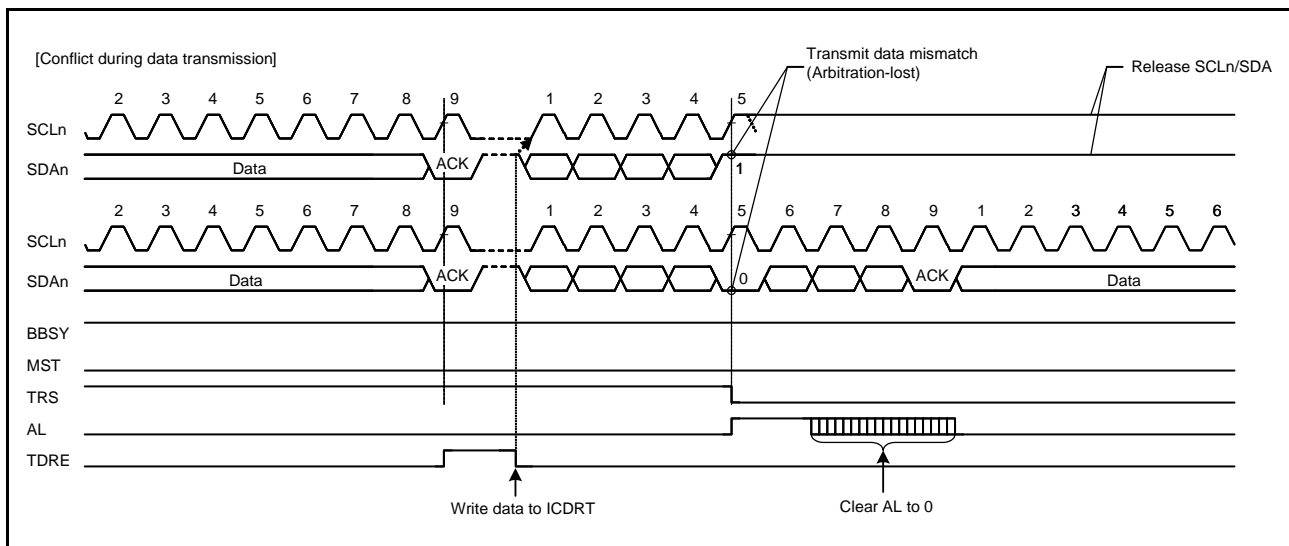 [Conflict during data transmission]
Transmit data mismatch
(Arbitration-lost)
Release SCLn/SDA
2 3 4 5 6 7 8 9 1 2 3 4 5
SCLn
SDAn Data ACK 1
2 3 4 5 6 7 8 9 1 2 3 4 5 6 7 8 9 1 2 3 4 5 6
SCLn
SDAn Data ACK 0 ACK Data
BBSY
MST
TRS
AL
TDRE
Write data to ICDRT Clear AL to 0